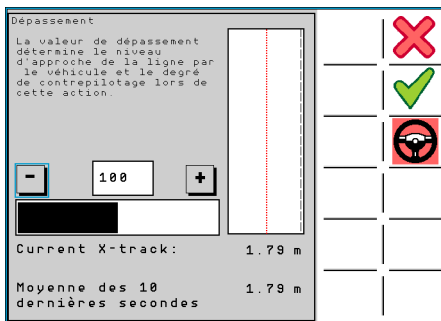 Dépassement
La valeur de dépassement
détermine le niveau
d'approche de la ligne par
le véhicule et le degré
de contrepilotage lors de
cette action.
- 100 +
Current X-track: 1.79 m
Moyenne des 10 1.79 m
dernières secondes